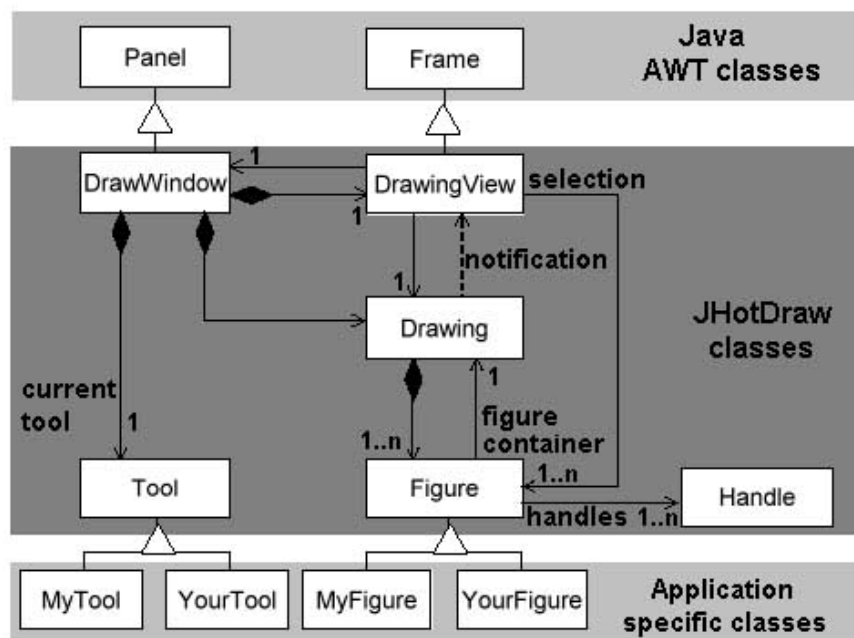 Panel
Frame
Java
AWT classes
1
DrawWindow
DrawingView
selection
1
notification
1
Drawing
JHotDraw
classes
1
current
tool
1
figure
container
1..n
1..n
Tool
Figure
Handle
handles 1..n
MyTool
YourTool
MyFigure
YourFigure
Application
specific classes